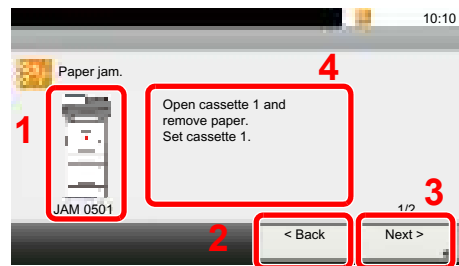 10:10
Paper jam.
4
1
Open cassette 1 and
remove paper.
Set cassette 1.
JAM 0501
1/2
3
2
< Back
Next >